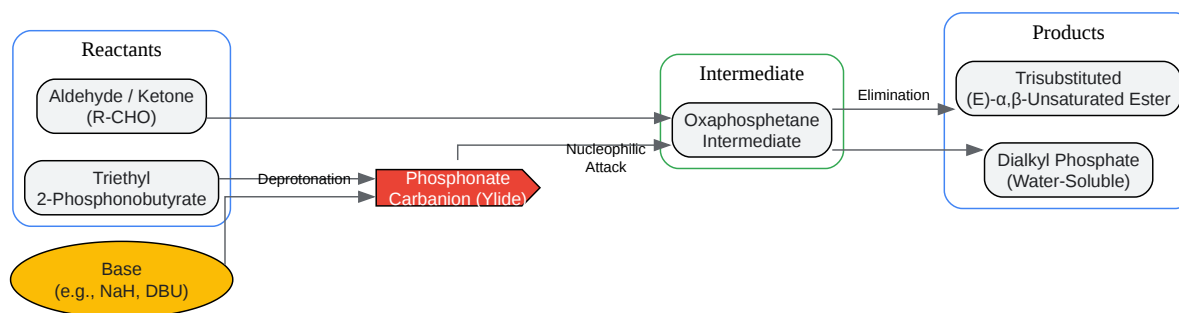 Reactants
Aldehyde / Ketone
(R-CHO)
Triethyl
2-Phosphonobutyrate
Base
(e.g., NaH, DBU)
Deprotonation
Phosphonate
Carbanion (Ylide)
Nucleophilic
Attack
Intermediate
Oxaphosphetane
Intermediate
Elimination
Products
Trisubstituted
(E)-α,β-Unsaturated Ester
Dialkyl Phosphate
(Water-Soluble)